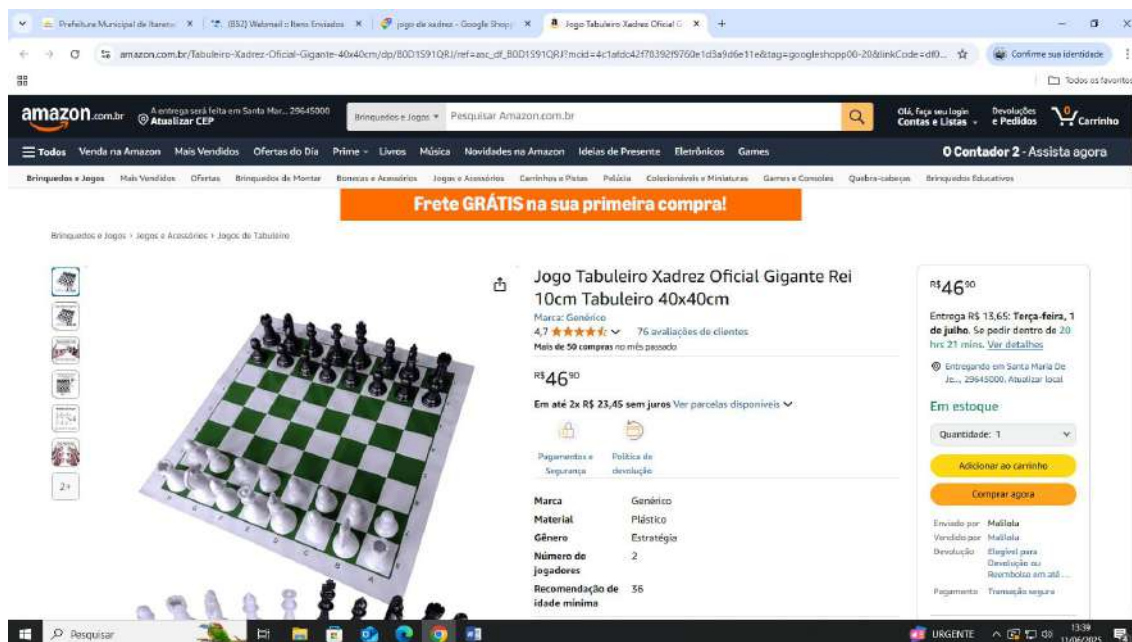 Prefeitura Municipal de Itarana
(852) Webmail :: Itens Enviados
jogo de xadrez - Google Shopp
Jogo Tabuleiro Xadrez Oficial G
amazon.com.br/Tabuleiro-Xadrez-Oficial-Gigante-40x40cm/dp/
Confirme sua identidade
Todos os favoritos
amazon.com.br
A entrega será feita em Santa Mar... 29645000
Atualizar CEP
Brinquedos e Jogos
Pesquisar Amazon.com.br
Olá, faça seu login
Contas e Listas
Devoluções
e Pedidos
0
Carrinho
Todos Venda na Amazon Mais Vendidos Ofertas do Dia Prime Livros Música Novidades na Amazon Ideias de Presente Eletrônicos Games
O Contador 2 - Assista agora
Brinquedos e Jogos Mais Vendidos Ofertas Brinquedos de Montar Bonecas e Acessórios Jogos e Acessórios Carrinhos e Pistas Pelúcia Colecionáveis e Miniaturas Games e Consoles Quebra-cabeças Brinquedos Educativos
Frete GRÁTIS na sua primeira compra!
Brinquedos e Jogos › Jogos e Acessórios › Jogos de Tabuleiro
2+
Jogo Tabuleiro Xadrez Oficial Gigante Rei
10cm Tabuleiro 40x40cm
Marca: Genérico
4,7 76 avaliações de clientes
Mais de 50 compras no mês passado
R$ 46 90
Em até 2x R$ 23,45 sem juros Ver parcelas disponíveis
Pagamentos e
Segurança
Política de
devolução
Marca Genérico
Material Plástico
Gênero Estratégia
Número de
jogadores 2
Recomendação de
idade mínima 36
R$ 46 90
Entrega R$ 13,65: Terça-feira, 1
de julho. Se pedir dentro de 20
hrs 21 mins. Ver detalhes
Entregando em Santa Maria De
Je..., 29645000. Atualizar local
Em estoque
Quantidade: 1
Adicionar ao carrinho
Comprar agora
Enviado por Malilola
Vendido por Malilola
Devolução Elegível para
Devolução ou
Reembolso em até ...
Pagamento Transação segura
Pesquisar
URGENTE
13:39
11/06/2025